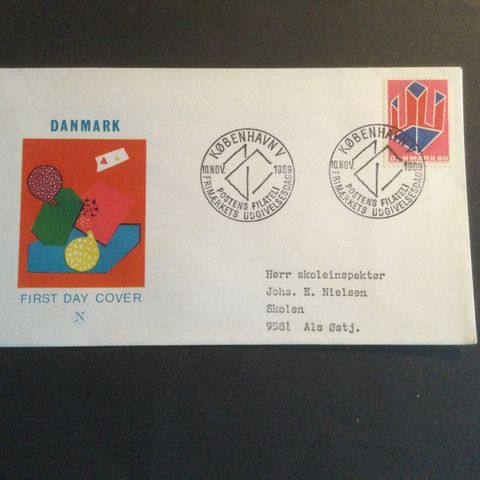 DANMARK
FIRST DAY COVER
N
KØBENHAVN V
10.NOV. 1969
POSTENS FILATELI
FRIMÆRKETS UDGIVELSESDAG
KØBENHAVN V
10.NOV. 1969
POSTENS FILATELI
FRIMÆRKETS UDGIVELSESDAG
DANMARK 60
Herr skoleinspektør
Johs. E. Nielsen
Skolen
9581 Als Østj.